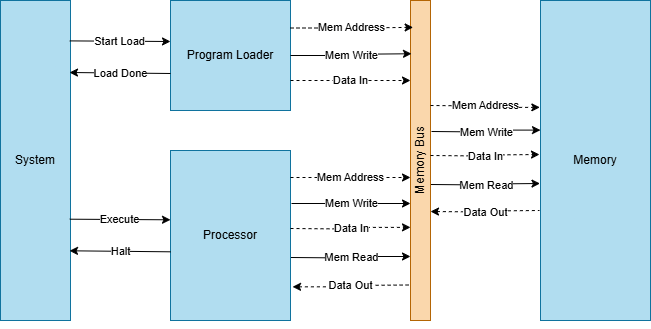 System
Start Load
Load Done
Program Loader
Mem Address
Mem Write
Data In
Execute
Halt
Processor
Mem Address
Mem Write
Data In
Mem Read
Data Out
Memory Bus
Mem Address
Mem Write
Data In
Mem Read
Data Out
Memory